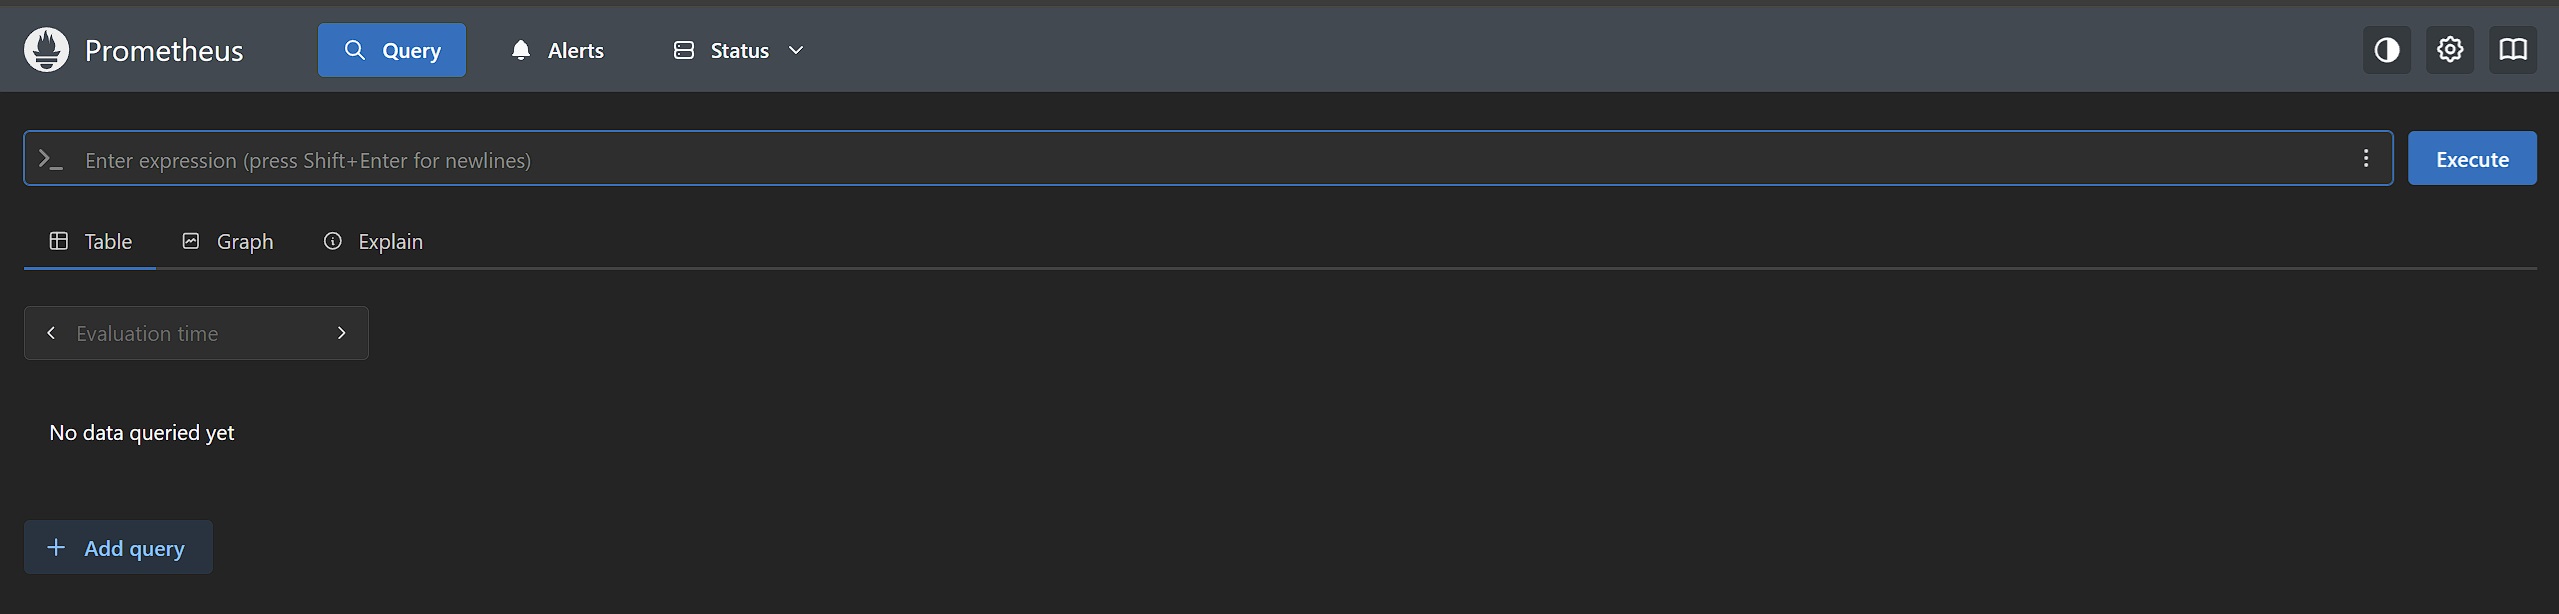 Prometheus Query Alerts Status
Enter expression (press Shift+Enter for newlines) Execute
Table Graph Explain
Evaluation time
No data queried yet
Add query